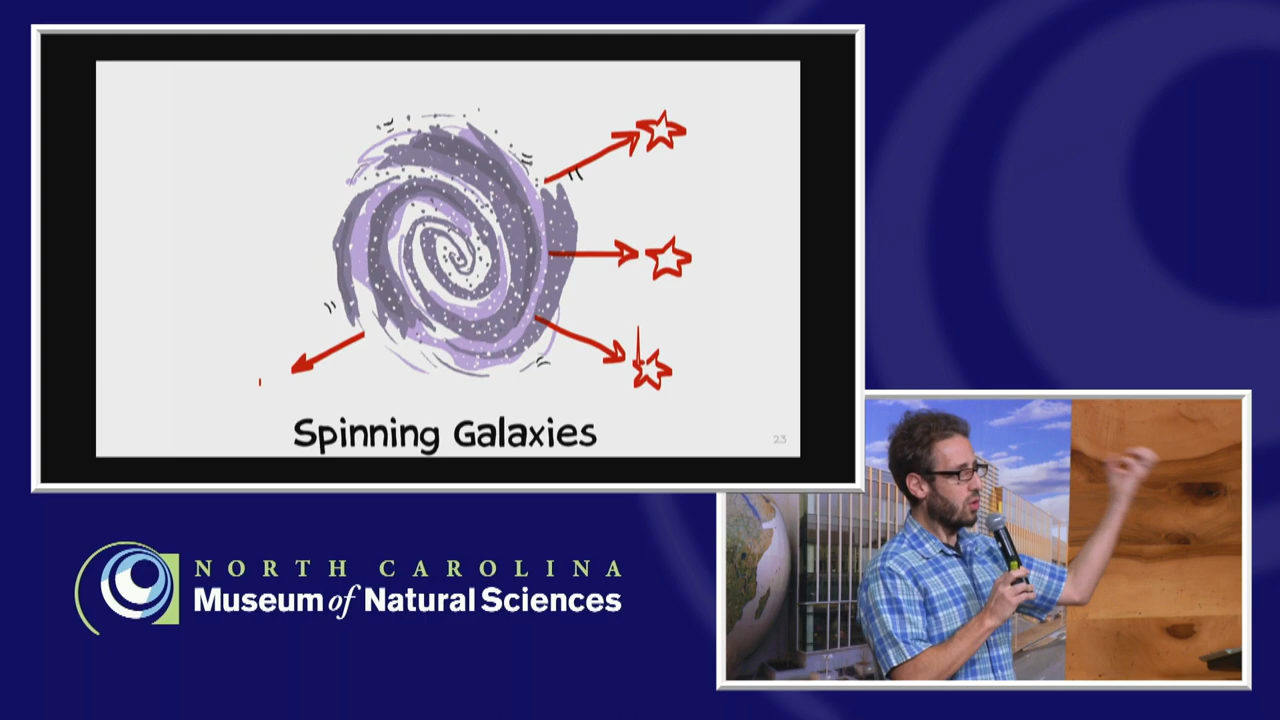 Spinning Galaxies
23
NORTH CAROLINA
Museum of Natural Sciences